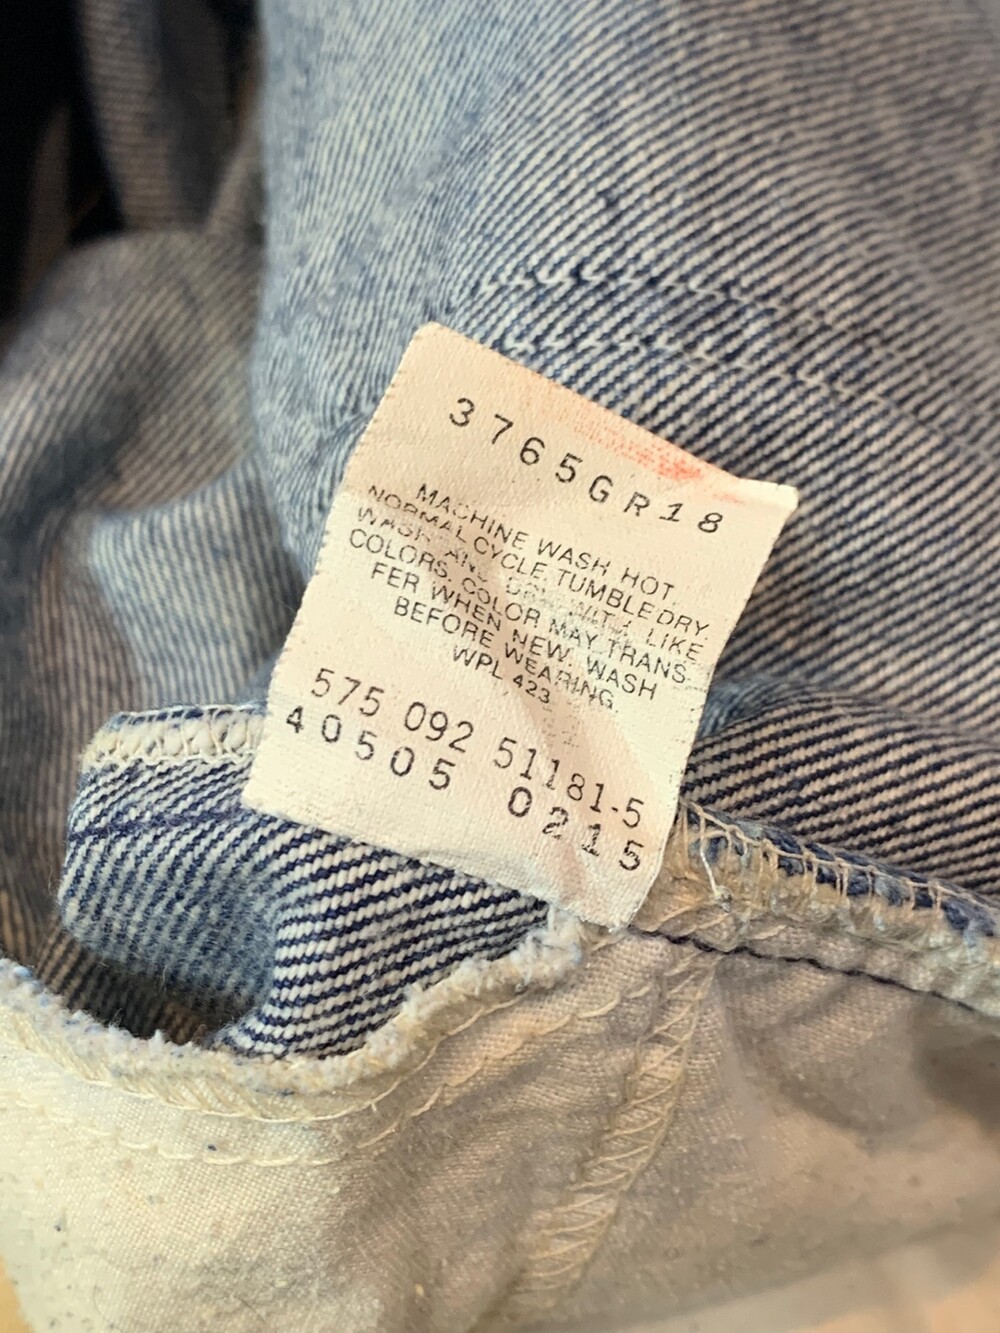 3765GR18
MACHINE WASH HOT
NORMAL CYCLE, TUMBLE DRY.
WASH AND DRY WITH LIKE
COLORS. COLOR MAY TRANS-
FER WHEN NEW. WASH
BEFORE WEARING.
WPL 423
575 092 51181-5
40505 0215